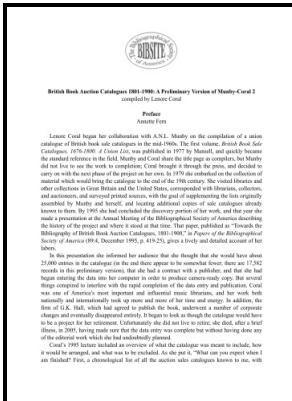 BIBSITE
British Book Auction Catalogues 1801-1900: A Preliminary Version of Munby-Coral 2
compiled by Lenore Coral
Preface
Annette Fern
Lenore Coral began her collaboration with A.N.L. Munby on the compilation of a union
catalogue of British book sale catalogues in the mid-1960s. The first volume, British Book Sale
Catalogues, 1676-1800: A Union List, was published in 1977 by Mansell, and quickly became
the standard reference in the field. Munby and Coral share the title page as compilers, but Munby
did not live to see the work to completion; Coral brought it through the press, and decided to
carry on with the next phase of the project on her own. In 1979 she embarked on the collection of
material which would bring the catalogue to the end of the 19th century. She visited libraries and
other collections in Great Britain and the United States, corresponded with librarians, collectors,
and auctioneers, and surveyed printed sources, with the goal of supplementing the lists originally
assembled by Munby and herself, and locating additional copies of sale catalogues already
known to them. By 1995 she had concluded the discovery portion of her work, and that year she
made a presentation at the Annual Meeting of the Bibliographical Society of America describing
the history of the project and where it stood at that time. That paper, published as "Towards the
Bibliography of British Book Auction Catalogues, 1801-1900," in Papers of the Bibliographical
Society of America (89:4, December 1995, p. 419-25), gives a lively and detailed account of her
labors.
In this presentation she informed her audience that she thought that she would have about
25,000 entries in the catalogue (in the end there appear to be somewhat fewer, there are 17,582
records in this preliminary version), that she had a contract with a publisher, and that she had
begun entering the data into her computer in order to produce camera-ready copy. But several
things conspired to interfere with the rapid completion of the data entry and publication. Coral
was one of America's most important and influential music librarians, and her work both
nationally and internationally took up more and more of her time and energy. In addition, the
firm of G.K. Hall, which had agreed to publish the book, underwent a number of corporate
changes and eventually disappeared entirely. It began to look as though the catalogue would have
to be a project for her retirement. Unfortunately she did not live to retire; she died, after a brief
illness, in 2005, having made sure that the data entry was complete but without having done any
of the editorial work which she had undoubtedly planned.
Coral's 1995 lecture included an overview of what the catalogue was meant to include, how
it would be arranged, and what was to be excluded. As she put it, "What can you expect when I
am finished? First, a chronological list of all the auction sales catalogues known to me, with